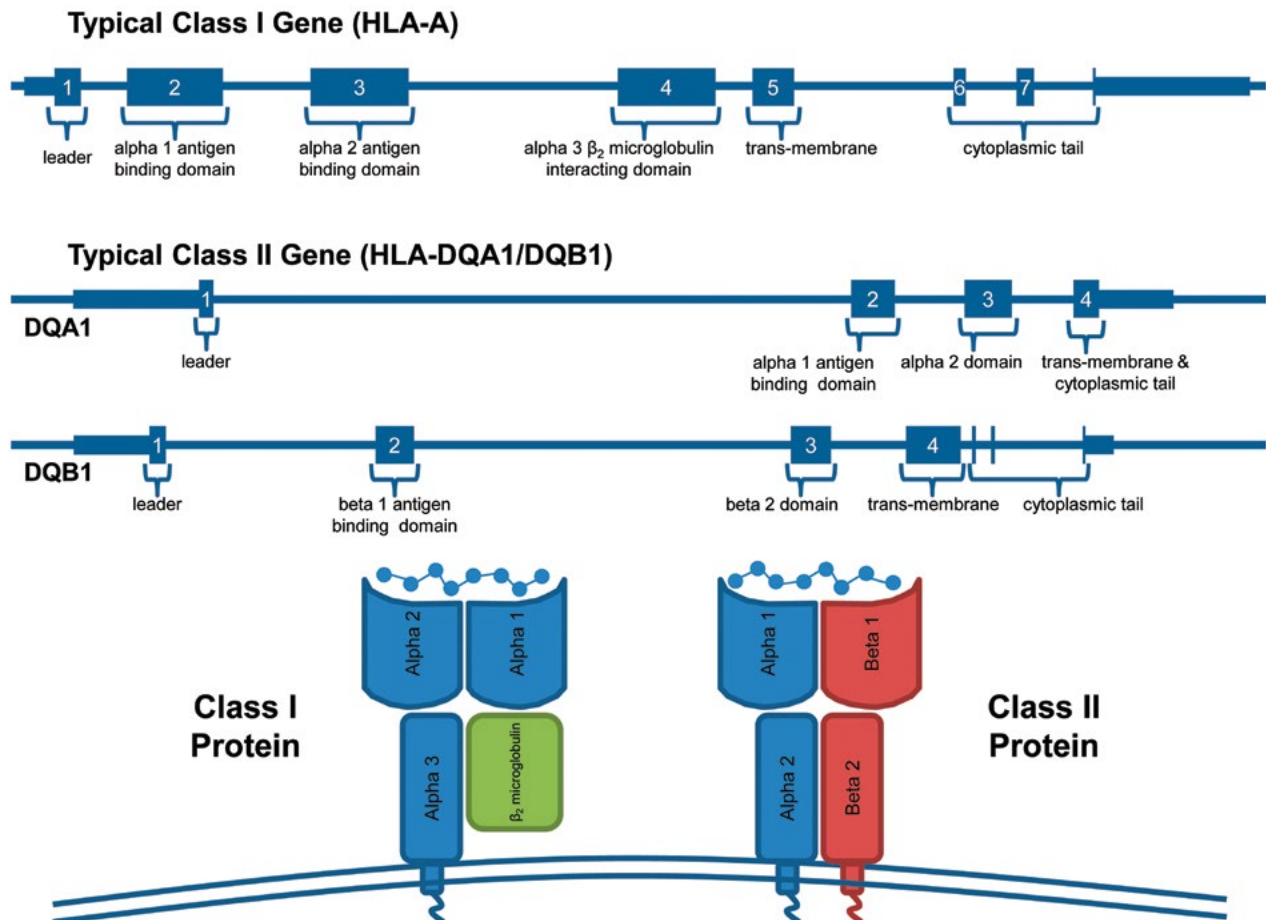 Typical Class I Gene (HLA-A)
1 2 3 4 5 6 7
leader
alpha 1 antigen
binding domain
alpha 2 antigen
binding domain
alpha 3 β₂ microglobulin
interacting domain
trans-membrane
cytoplasmic tail
Typical Class II Gene (HLA-DQA1/DQB1)
1 2 3 4
DQA1
leader
alpha 1 antigen
binding domain
alpha 2 domain
trans-membrane &
cytoplasmic tail
1 2 3 4
DQB1
leader
beta 1 antigen
binding domain
beta 2 domain
trans-membrane
cytoplasmic tail
Class I
Protein
Alpha 2
Alpha 1
Alpha 3
β₂ microglobulin
Alpha 1
Beta 1
Alpha 2
Beta 2
Class II
Protein